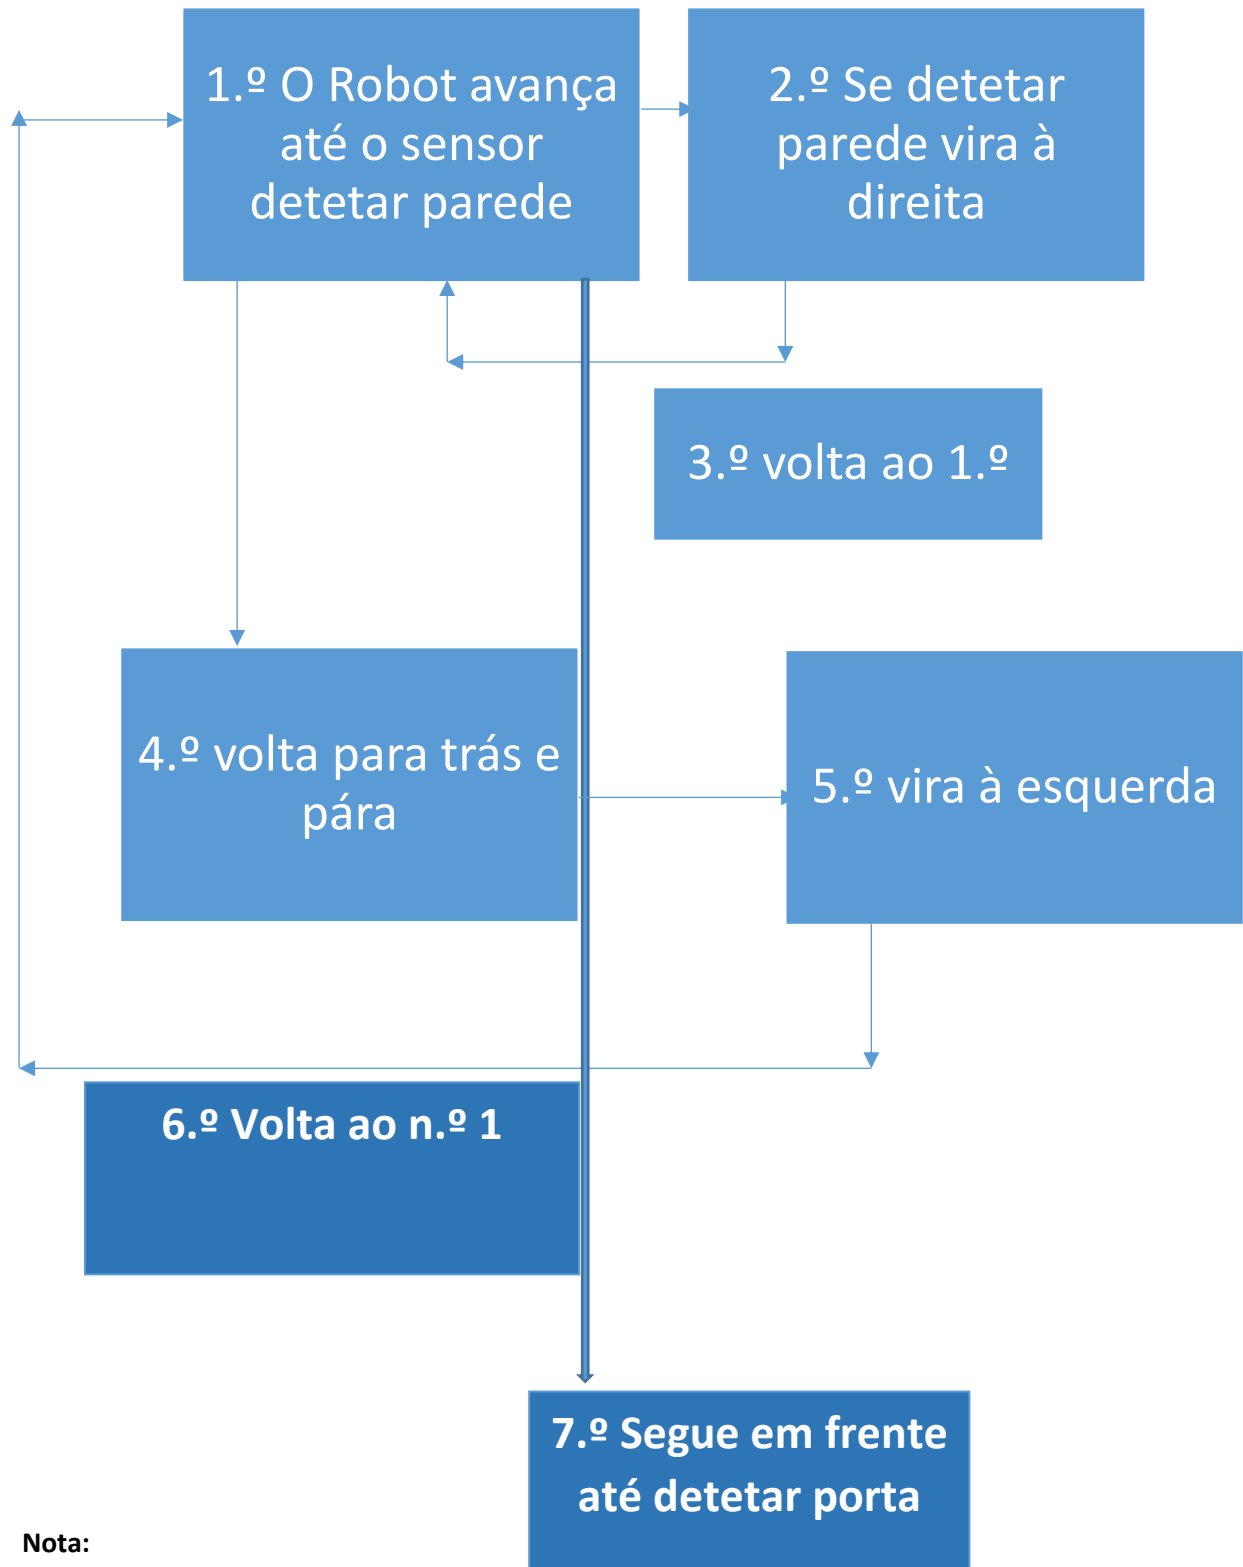 1.º O Robot avança
até o sensor
detetar parede
2.º Se detetar
parede vira à
direita
3.º volta ao 1.º
4.º volta para trás e
pára
5.º vira à esquerda
6.º Volta ao n.º 1
7.º Segue em frente
até detetar porta
Nota: